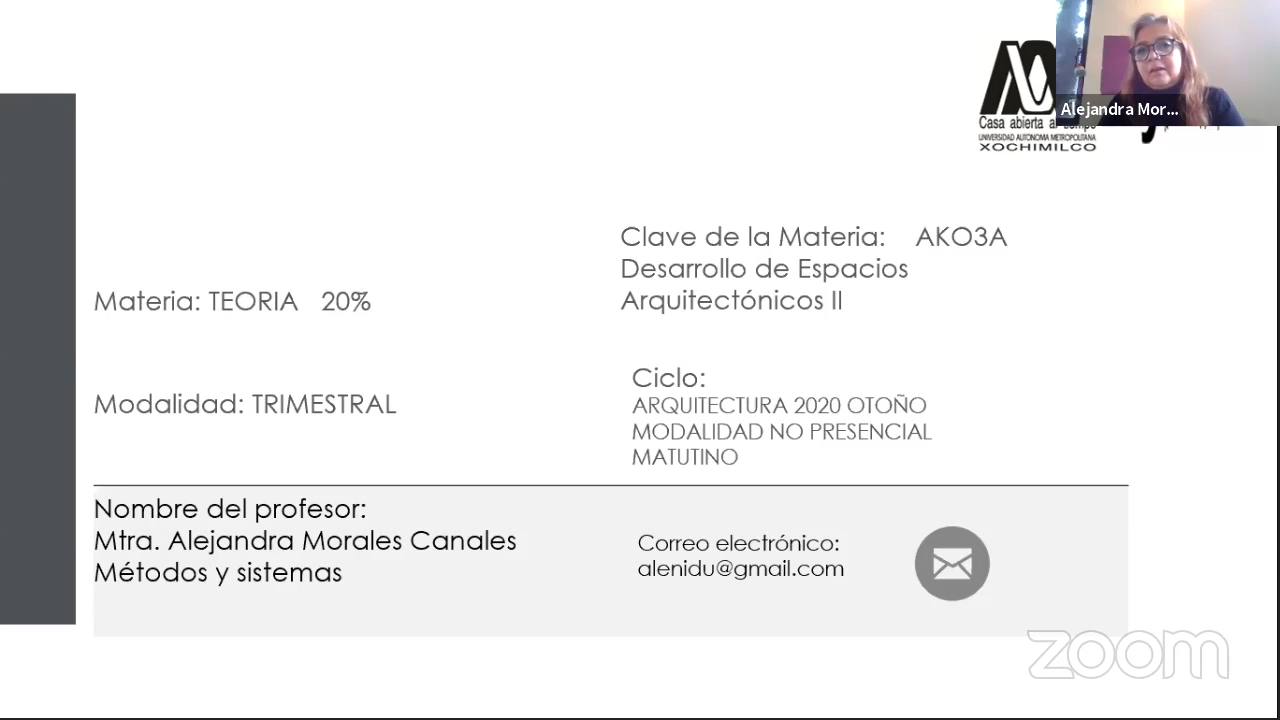 Alejandra Mor...
Casa abierta al tiempo
UNIVERSIDAD AUTONOMA METROPOLITANA
XOCHIMILCO
Clave de la Materia: AKO3A
Desarrollo de Espacios
Arquitectónicos II
Materia: TEORIA 20%
Ciclo:
ARQUITECTURA 2020 OTOÑO
MODALIDAD NO PRESENCIAL
MATUTINO
Modalidad: TRIMESTRAL
Nombre del profesor:
Mtra. Alejandra Morales Canales
Métodos y sistemas
Correo electrónico:
alenidu@gmail.com
zoom